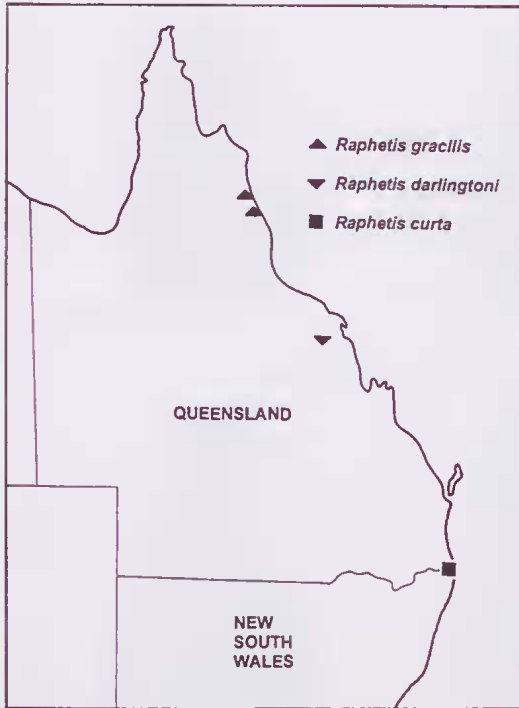 Raphetis gracilis
Raphetis darlingtoni
Raphetis curta
QUEENSLAND
NEW
SOUTH
WALES